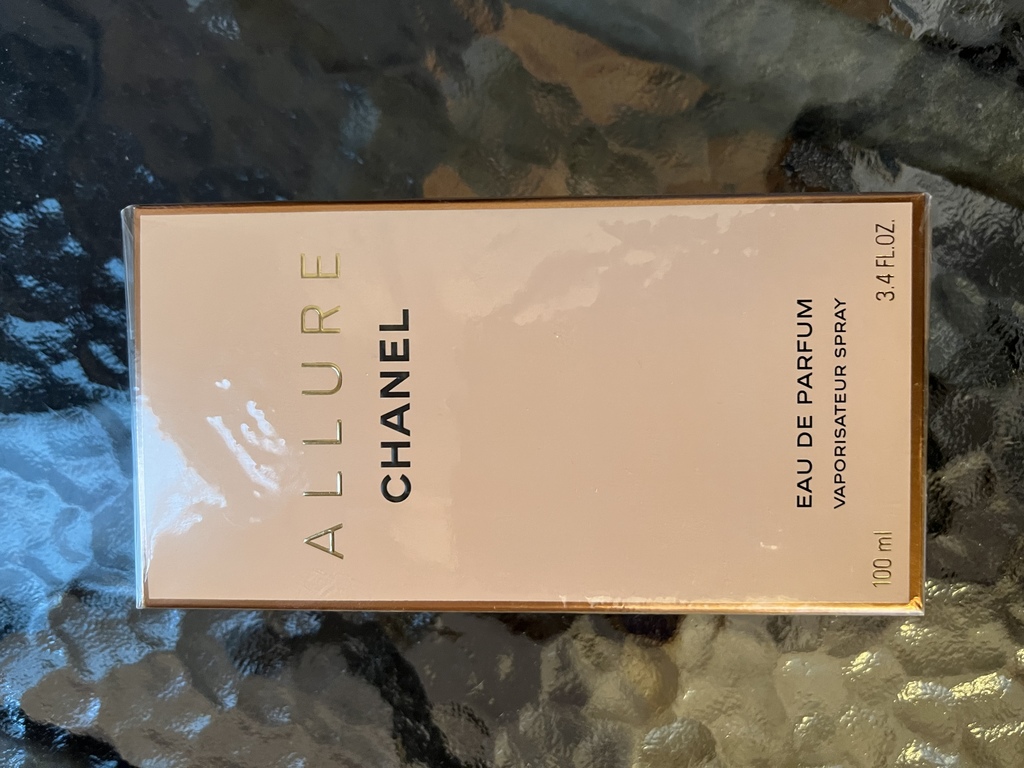 ALLURE
CHANEL
EAU DE PARFUM
VAPORISATEUR SPRAY
100 ml 3.4 FL.OZ.